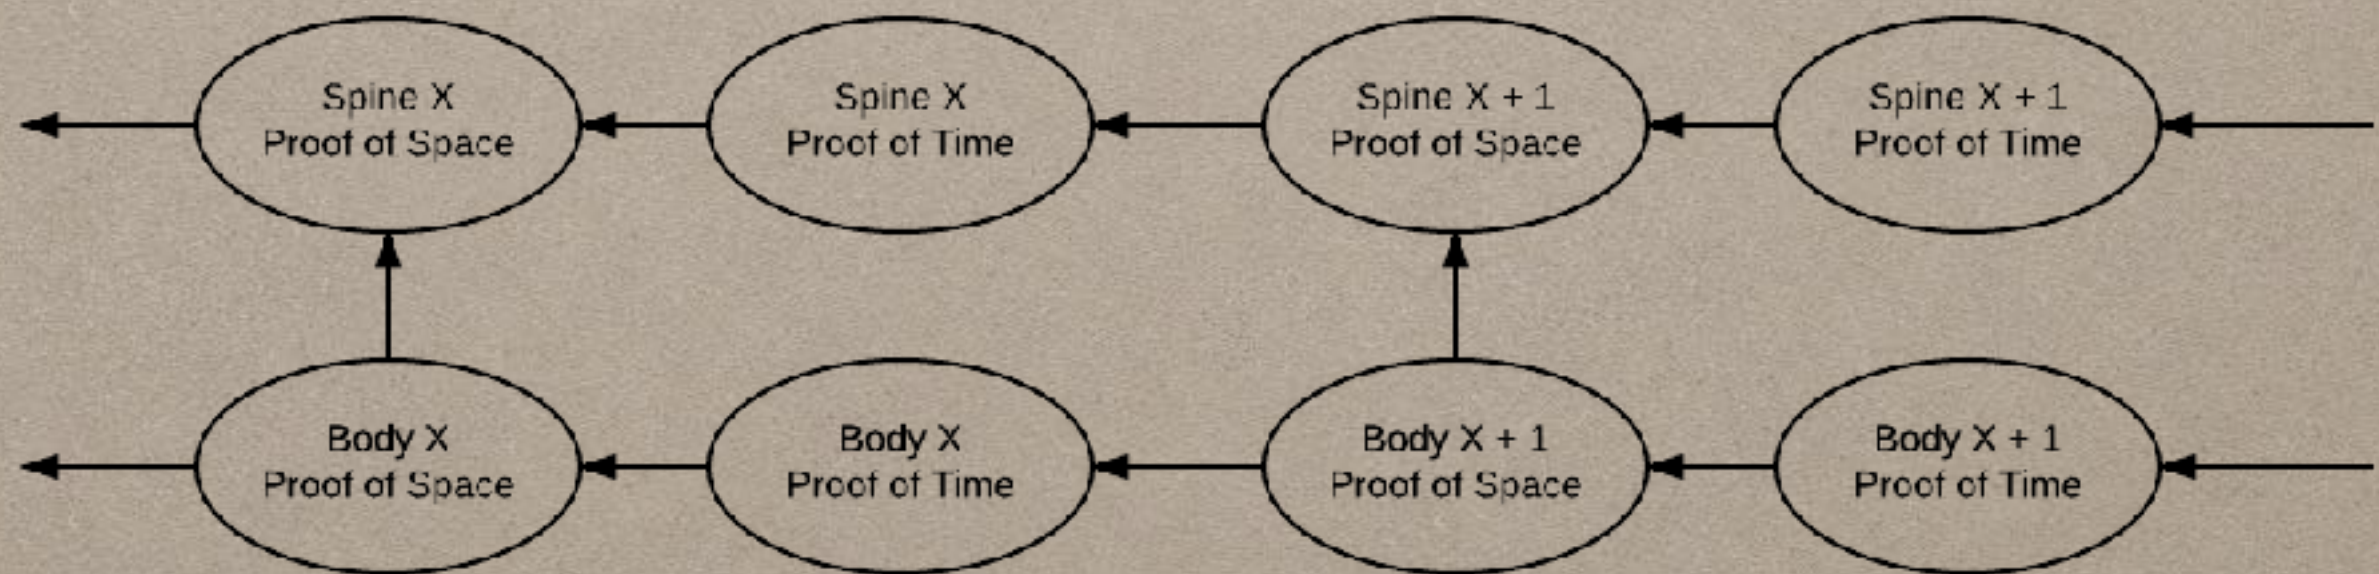 Spine X
Proof of Space
Spine X
Proof of Time
Spine X + 1
Proof of Space
Spine X + 1
Proof of Time
Body X
Proof of Space
Body X
Proof of Time
Body X + 1
Proof of Space
Body X + 1
Proof of Time